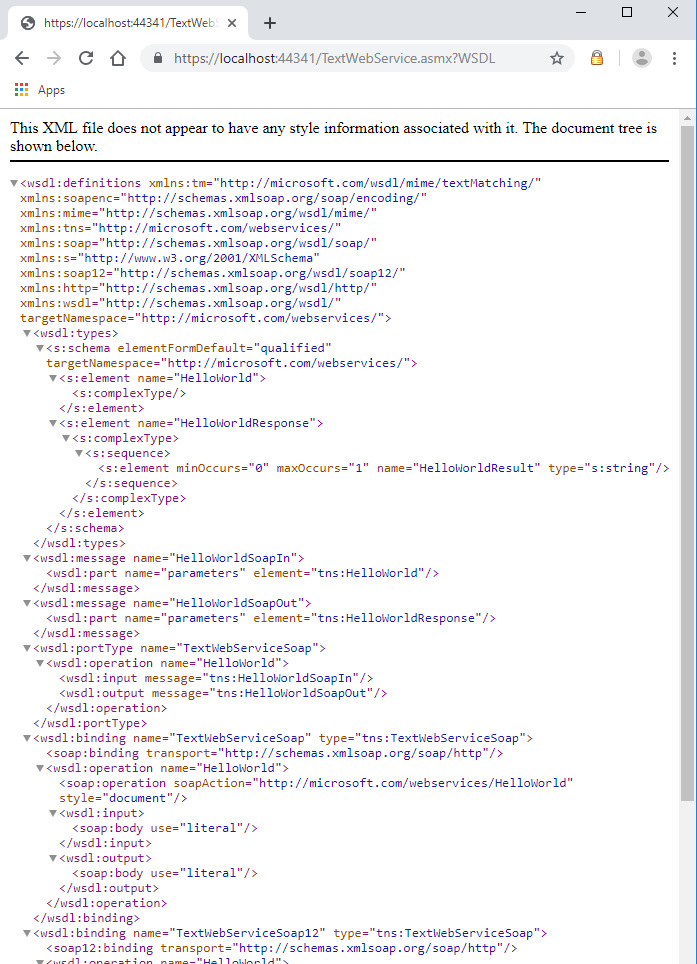 https://localhost:44341/TextWebS
https://localhost:44341/TextWebService.asmx?WSDL
Apps
This XML file does not appear to have any style information associated with it. The document tree is
shown below.
<wsdl:definitions xmlns:tm="http://microsoft.com/wsdl/mime/textMatching/"
xmlns:soapenc="http://schemas.xmlsoap.org/soap/encoding/"
xmlns:mime="http://schemas.xmlsoap.org/wsdl/mime/"
xmlns:tns="http://microsoft.com/webservices/"
xmlns:soap="http://schemas.xmlsoap.org/wsdl/soap/"
xmlns:s="http://www.w3.org/2001/XMLSchema"
xmlns:soap12="http://schemas.xmlsoap.org/wsdl/soap12/"
xmlns:http="http://schemas.xmlsoap.org/wsdl/http/"
xmlns:wsdl="http://schemas.xmlsoap.org/wsdl/"
targetNamespace="http://microsoft.com/webservices/">
<wsdl:types>
<s:schema elementFormDefault="qualified"
targetNamespace="http://microsoft.com/webservices/">
<s:element name="HelloWorld">
<s:complexType/>
</s:element>
<s:element name="HelloWorldResponse">
<s:complexType>
<s:sequence>
<s:element minOccurs="0" maxOccurs="1" name="HelloWorldResult" type="s:string"/>
</s:sequence>
</s:complexType>
</s:element>
</s:schema>
</wsdl:types>
<wsdl:message name="HelloWorldSoapIn">
<wsdl:part name="parameters" element="tns:HelloWorld"/>
</wsdl:message>
<wsdl:message name="HelloWorldSoapOut">
<wsdl:part name="parameters" element="tns:HelloWorldResponse"/>
</wsdl:message>
<wsdl:portType name="TextWebServiceSoap">
<wsdl:operation name="HelloWorld">
<wsdl:input message="tns:HelloWorldSoapIn"/>
<wsdl:output message="tns:HelloWorldSoapOut"/>
</wsdl:operation>
</wsdl:portType>
<wsdl:binding name="TextWebServiceSoap" type="tns:TextWebServiceSoap">
<soap:binding transport="http://schemas.xmlsoap.org/soap/http"/>
<wsdl:operation name="HelloWorld">
<soap:operation soapAction="http://microsoft.com/webservices/HelloWorld"
style="document"/>
<wsdl:input>
<soap:body use="literal"/>
</wsdl:input>
<wsdl:output>
<soap:body use="literal"/>
</wsdl:output>
</wsdl:operation>
</wsdl:binding>
<wsdl:binding name="TextWebServiceSoap12" type="tns:TextWebServiceSoap">
<soap12:binding transport="http://schemas.xmlsoap.org/soap/http"/>
<wsdl:operation name="HelloWorld">